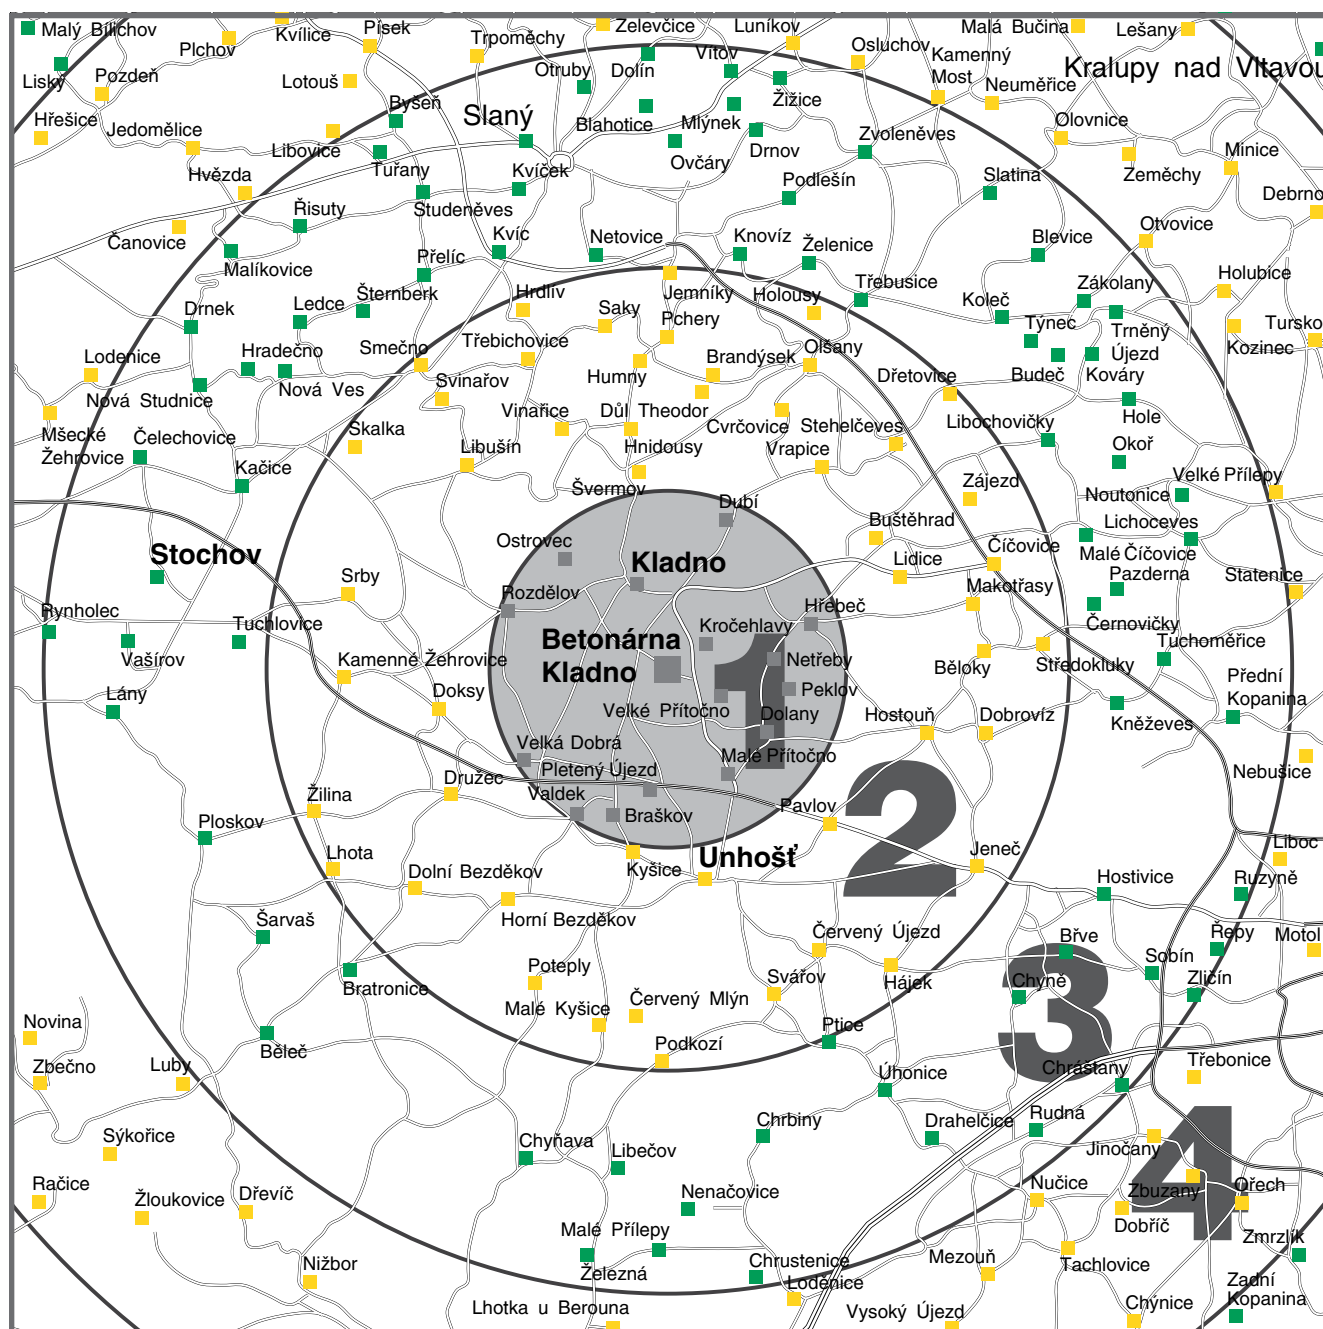 Malý Bílichov
Plchov
Kvílice
Písek
Trpoměchy
Zelevčice
Luníkov
Osluchov
Malá Bučina
Lešany
Kamenný
Most
Liský
Pozdeň
Lotouš
Otruby
Dolín
Vítov
Žižice
Neuměřice
Kralupy nad Vltavou
Hřešice
Jedomělice
Byšeň
Slaný
Blahotice
Mlýnek
Drnov
Zvoleněves
Olovnice
Minice
Libovice
Tuřany
Kvíček
Ovčáry
Podlešín
Slatina
Zeměchy
Debrno
Hvězda
Řisuty
Studeněves
Čanovice
Malíkovice
Přelíc
Kvíc
Netovice
Knovíz
Želenice
Třebusice
Blevice
Otvovice
Holubice
Drnek
Ledce
Šternberk
Hrdliv
Saky
Jemníky
Holousy
Koleč
Zákolany
Týnec
Trněný
Újezd
Tursko
Kozinec
Pchery
Lodenice
Hradečno
Smečno
Třebichovice
Humny
Brandýsek
Olšany
Dřetovice
Budeč
Kováry
Nová Studnice
Nová Ves
Svinařov
Vinařice
Důl Theodor
Cvrčovice
Stehelčeves
Libochovičky
Hole
Mšecké
Žehrovice
Čelechovice
Skalka
Libušín
Hnidousy
Vrapice
Okoř
Kačice
Švermov
Dubí
Zájezd
Noutonice
Velké Přílepy
Stochov
Ostrovec
Kladno
Buštěhrad
Lidice
Číčovice
Lichoceves
Malé Číčovice
Pazderna
Statenice
Rynholec
Srby
Rozdělov
Hřebeč
Makotřasy
Černovičky
Tuchlovice
Vašírov
Betonárna
Kladno
Kročehlavy
1
Netřeby
Běloky
Středokluky
Tuchoměřice
Kamenné Žehrovice
Lány
Doksy
Velké Přítočno
Peklov
Dolany
Hostouň
Dobrovíz
Kněževes
Přední
Kopanina
Velká Dobrá
Malé Přítočno
Nebušice
Pletený Újezd
Valdek
Družec
Žilina
Braškov
Pavlov
2
Ploskov
Lhota
Dolní Bezděkov
Kyšice
Unhošť
Jeneč
Liboc
Hostivice
Ruzyně
Horní Bezděkov
Šarvaš
Červený Újezd
Břve
Řepy
Motol
Sobín
Bratronice
Poteply
Svářov
Hájek
Chyně
3
Zličín
Malé Kyšice
Červený Mlýn
Novina
Běleč
Ptice
Zbečno
Luby
Podkozí
Úhonice
Chrášťany
Třebonice
Sýkořice
Chyňava
Libečov
Chrbiny
Drahelčice
Rudná
Jinočany
4
Račice
Žloukovice
Dřevíč
Nenačovice
Nučice
Zbuzany
Ořech
Dobříč
Malé Přílepy
Železná
Nižbor
Chrustenice
Loděnice
Mezouň
Tachlovice
Zmrzlík
Lhotka u Berouna
Vysoký Újezd
Chýnice
Zadní
Kopanina